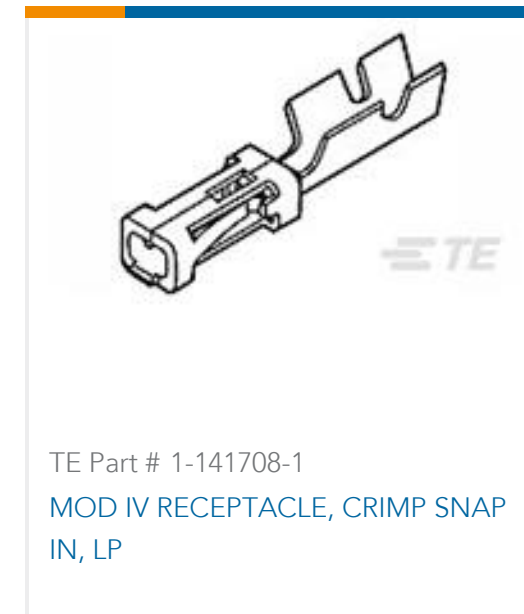 TE
TE Part # 1-141708-1
MOD IV RECEPTACLE, CRIMP SNAP
IN, LP